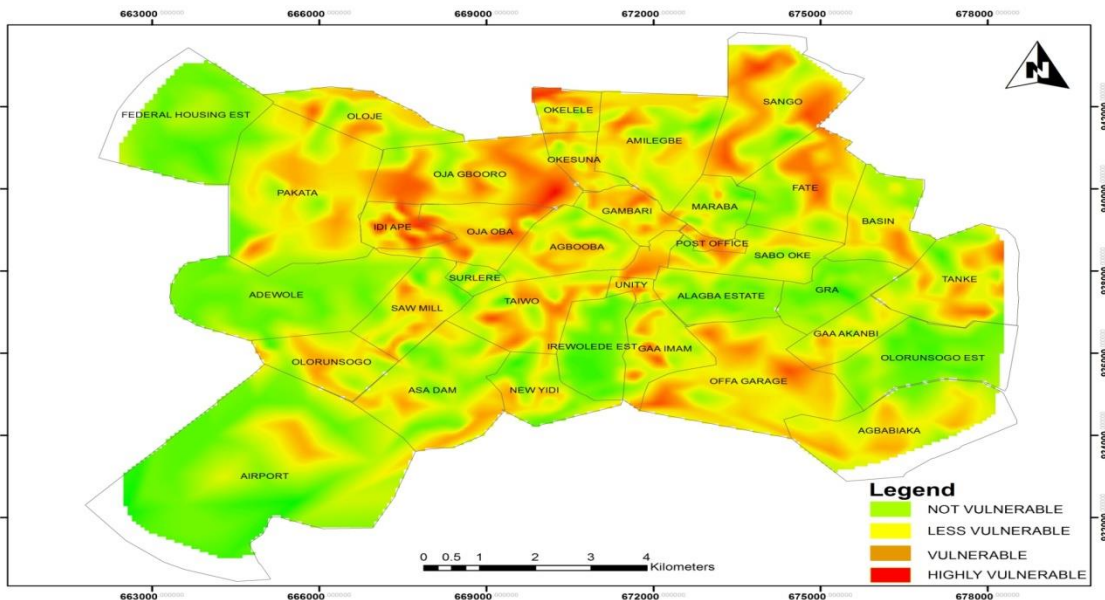 663000 666000 669000 672000 675000 678000
N
SANGO
OKELELE
FEDERAL HOUSING EST
OLOJE
AMILEGBE
OKESUNA
OJA GBOORO
PAKATA
FATE
MARABA
GAMBARI
BASIN
IDI APE
OJA OBA
AGBOOBA
POST OFFICE
SABO OKE
SURLERE
TANKE
UNITY
ADEWOLE
TAIWO
ALAGBA ESTATE
GRA
SAW MILL
GAA AKANBI
IREWOLEDE EST
GAA IMAM
OLORUNSOGO
OLORUNSOGO EST
OFFA GARAGE
ASA DAM
NEW YIDI
AGBABIAKA
AIRPORT
Legend
NOT VULNERABLE
LESS VULNERABLE
VULNERABLE
HIGHLY VULNERABLE
0 0.5 1 2 3 4
Kilometers
663000 666000 669000 672000 675000 678000